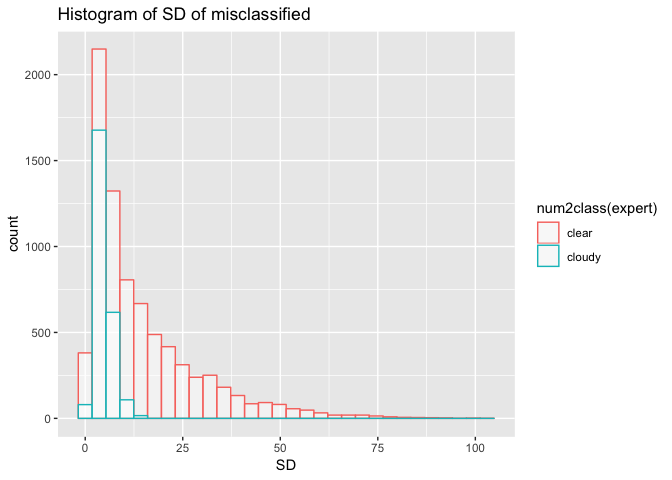 Histogram of SD of misclassified
2000
1500
1000
500
0
count
0 25 50 75 100
SD
num2class(expert)
clear
cloudy